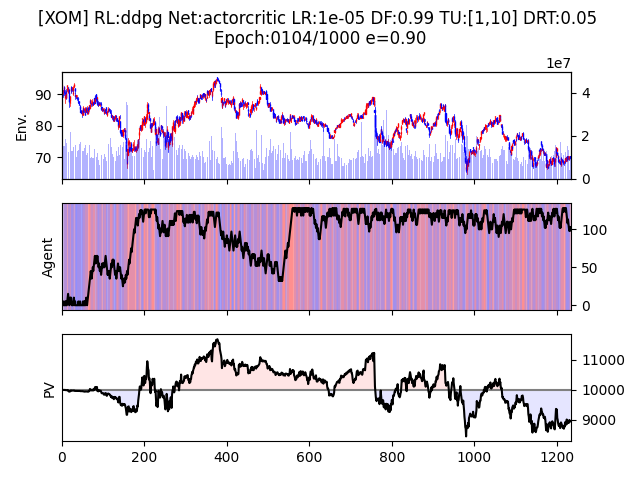 [XOM] RL:ddpg Net:actorcritic LR:1e-05 DF:0.99 TU:[1,10] DRT:0.05
Epoch:0104/1000 e=0.90
1e7
90
80
70
Env.
4
2
0
Agent
100
50
0
PV
11000
10000
9000
0 200 400 600 800 1000 1200